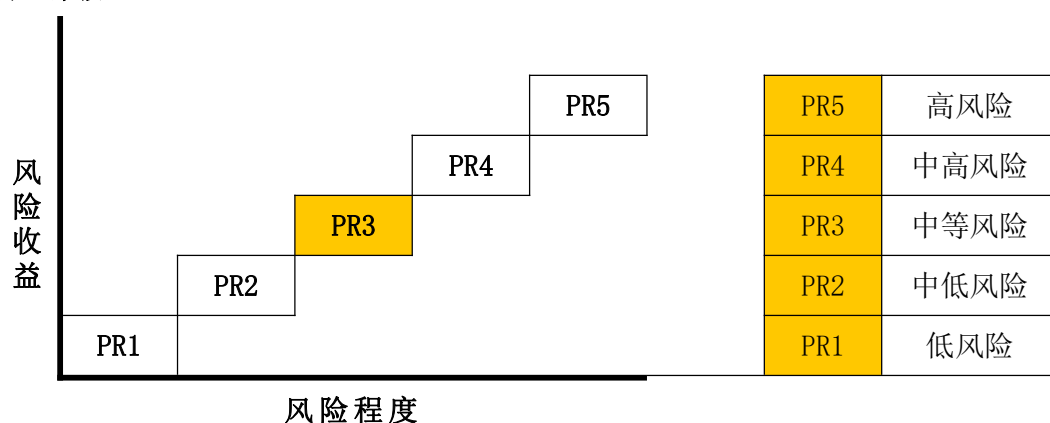 PR5
PR4
PR3
PR2
PR1
风险收益
风险程度
PR5 高风险
PR4 中高风险
PR3 中等风险
PR2 中低风险
PR1 低风险